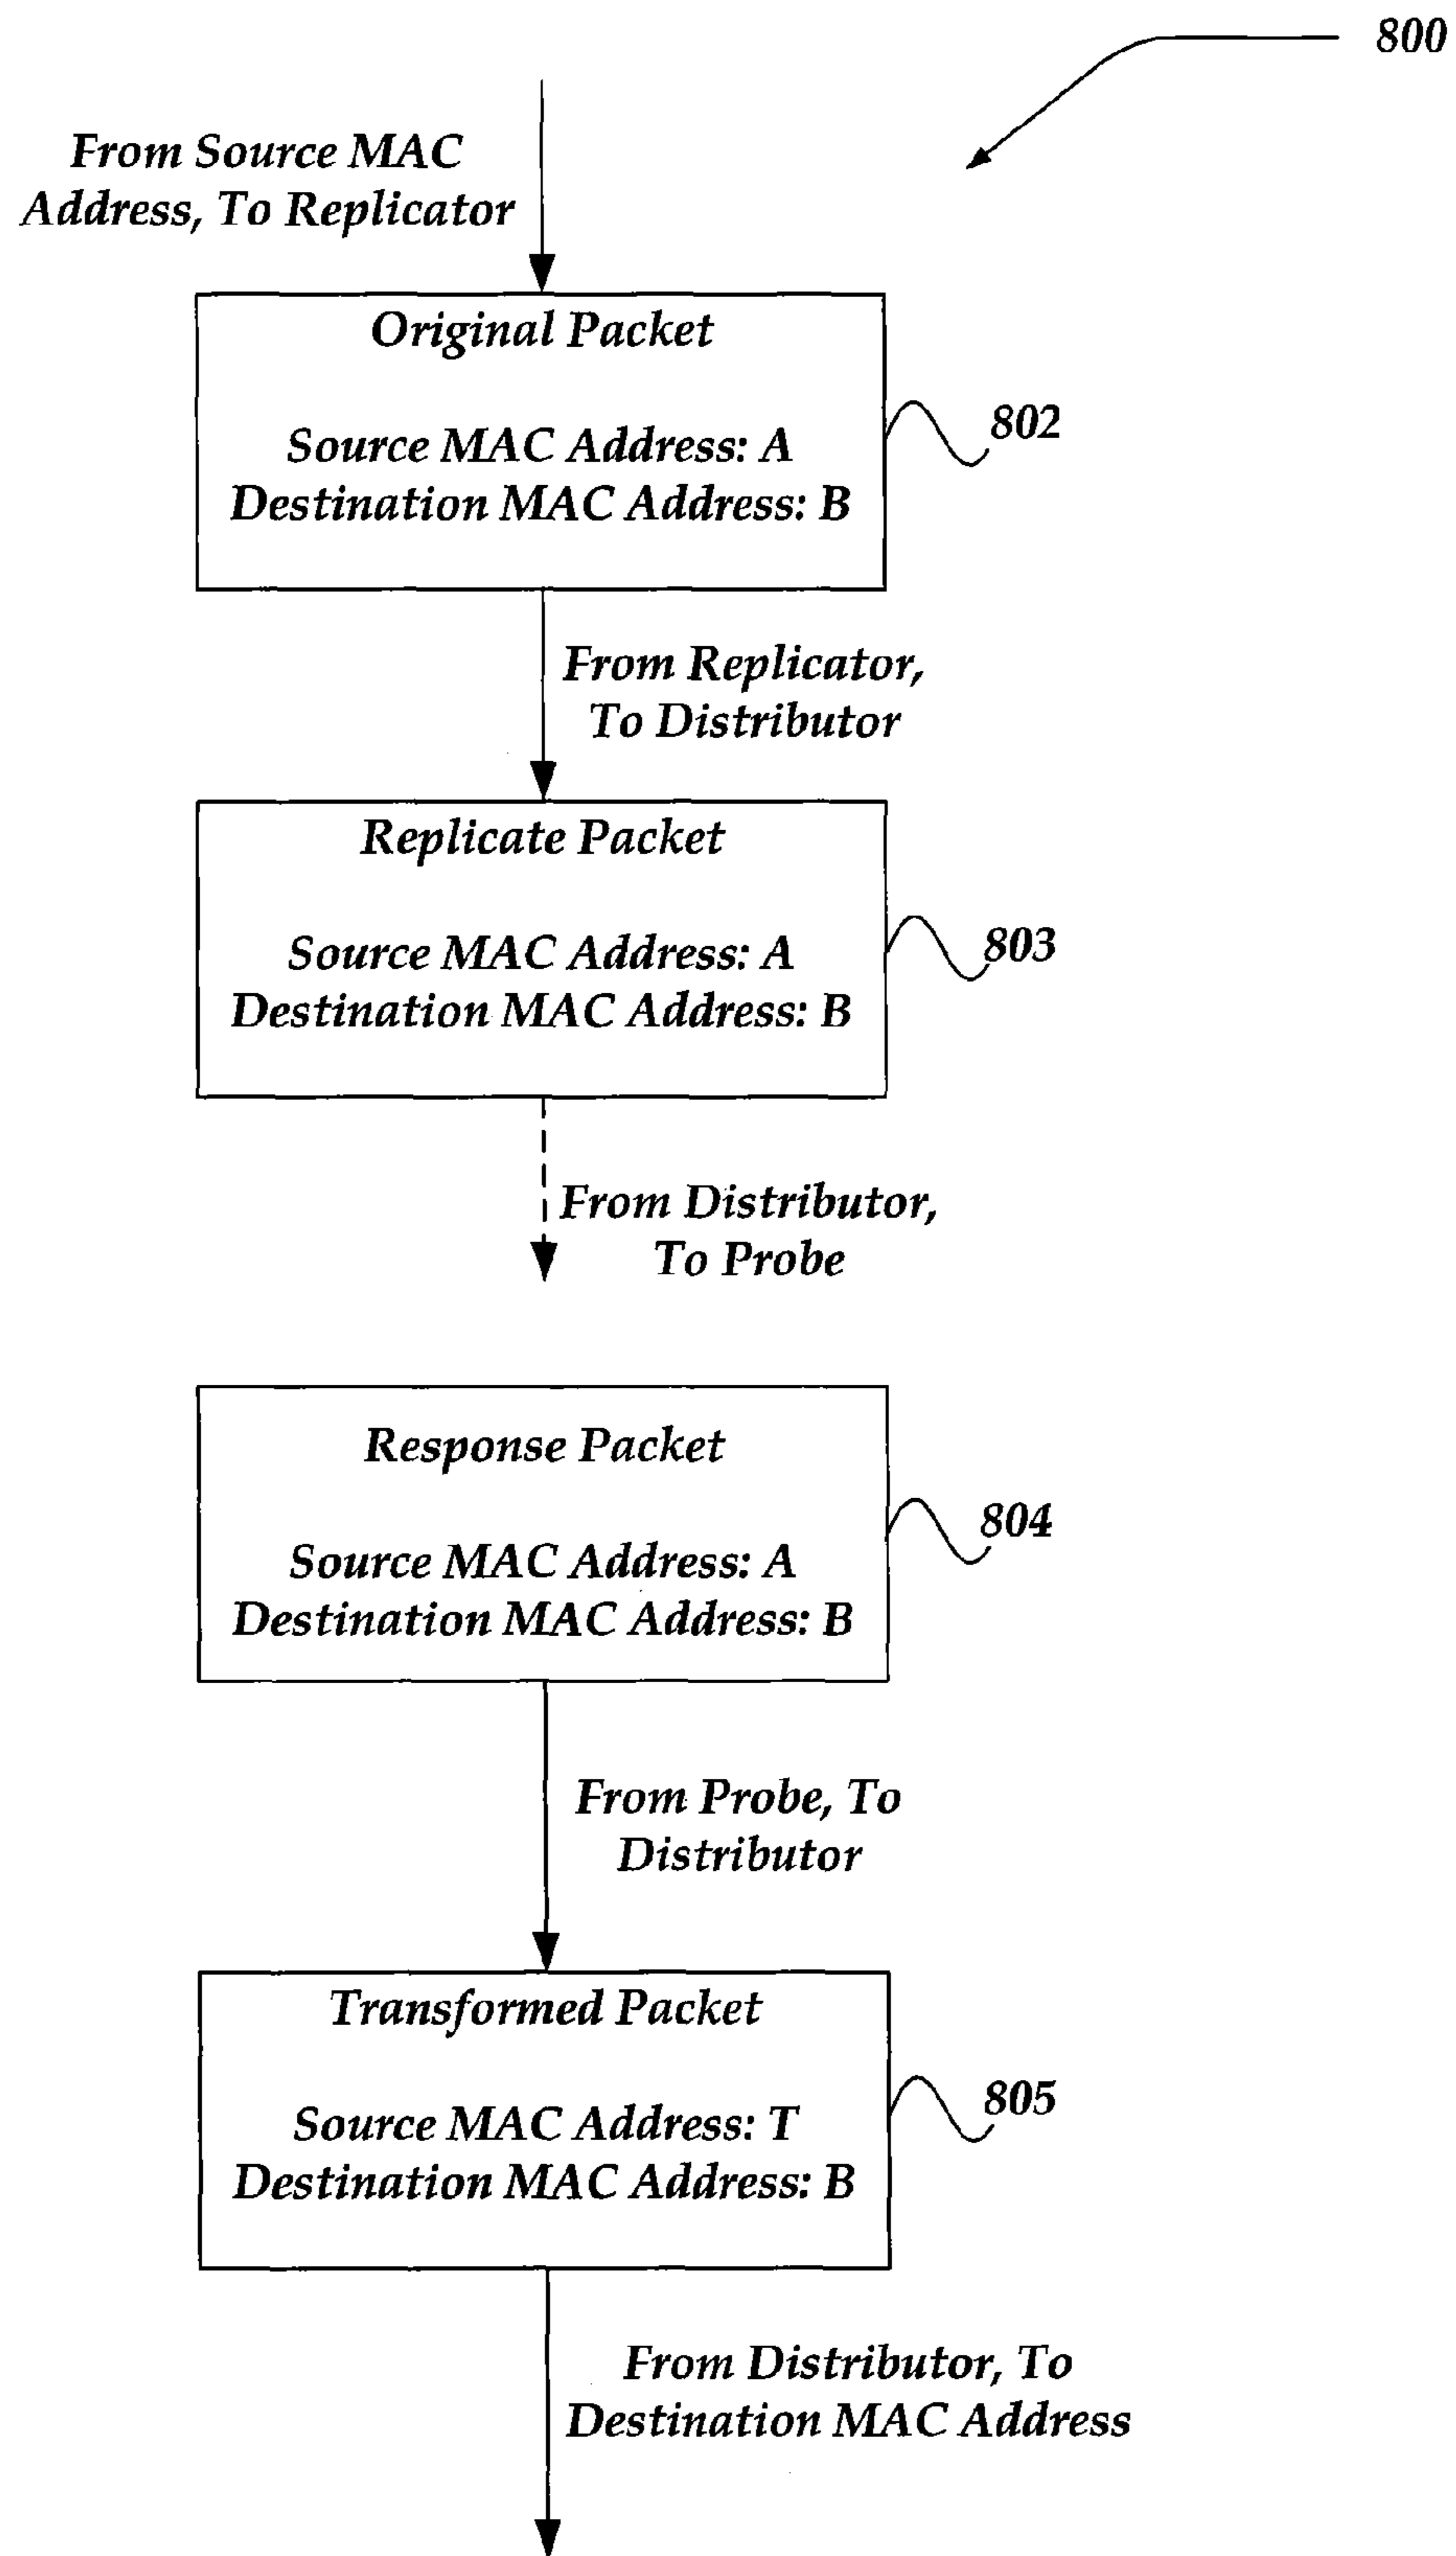 800
From Source MAC
Address, To Replicator
Original Packet
Source MAC Address: A
Destination MAC Address: B
802
From Replicator,
To Distributor
Replicate Packet
Source MAC Address: A
Destination MAC Address: B
803
From Distributor,
To Probe
Response Packet
Source MAC Address: A
Destination MAC Address: B
804
From Probe, To
Distributor
Transformed Packet
Source MAC Address: T
Destination MAC Address: B
805
From Distributor, To
Destination MAC Address